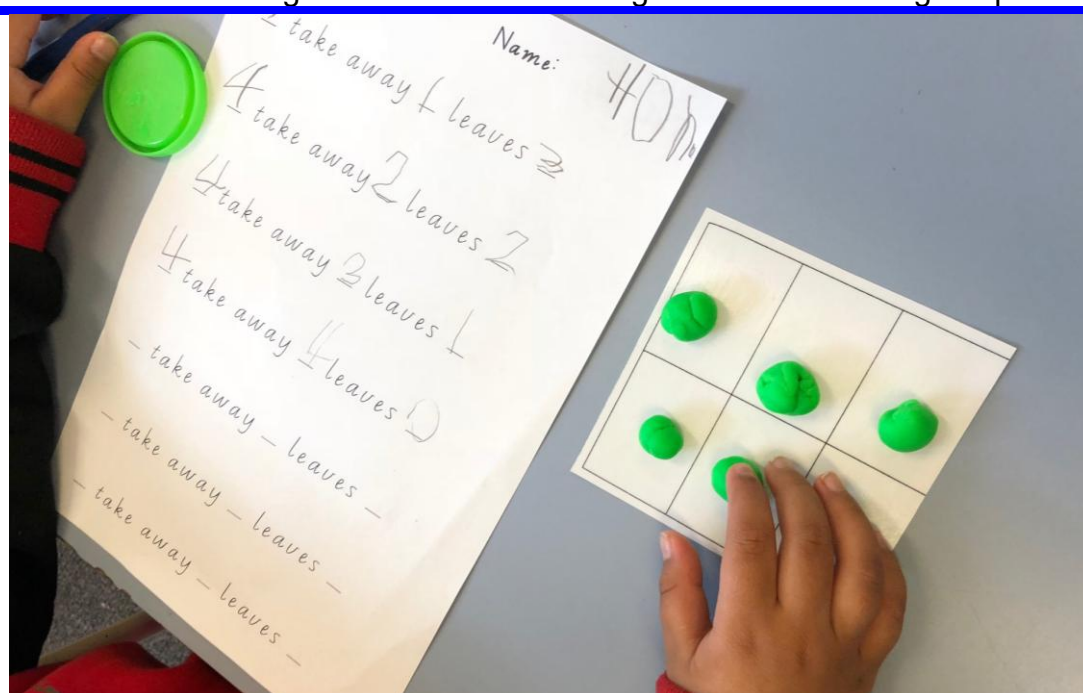 Name:
take away 1 leaves 3
4 take away 2 leaves 2
4 take away 3 leaves 1
4 take away 4 leaves 0
_ take away _ leaves _
_ take away _ leaves _
_ take away _ leaves _